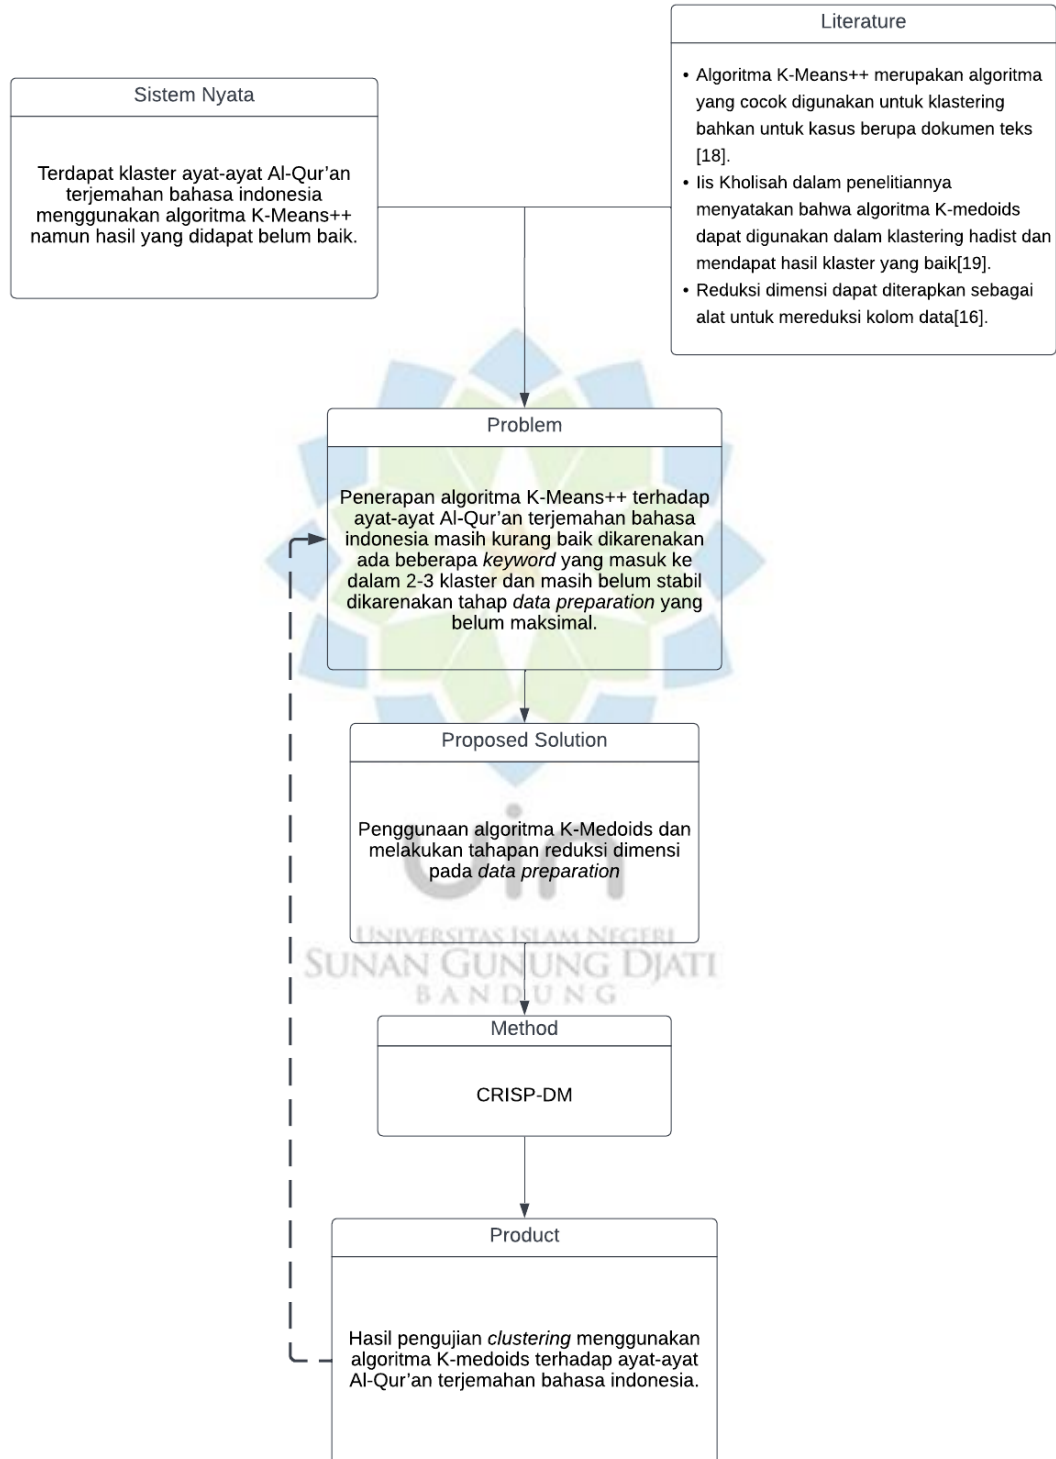 Literature
• Algoritma K-Means++ merupakan algoritma
yang cocok digunakan untuk klastering
bahkan untuk kasus berupa dokumen teks
[18].
• Iis Kholisah dalam penelitiannya
menyatakan bahwa algoritma K-medoids
dapat digunakan dalam klastering hadist dan
mendapat hasil klaster yang baik[19].
• Reduksi dimensi dapat diterapkan sebagai
alat untuk mereduksi kolom data[16].
Sistem Nyata
Terdapat klaster ayat-ayat Al-Qur’an
terjemahan bahasa indonesia
menggunakan algoritma K-Means++
namun hasil yang didapat belum baik.
Problem
Penerapan algoritma K-Means++ terhadap
ayat-ayat Al-Qur’an terjemahan bahasa
indonesia masih kurang baik dikarenakan
ada beberapa keyword yang masuk ke
dalam 2-3 klaster dan masih belum stabil
dikarenakan tahap data preparation yang
belum maksimal.
Proposed Solution
Penggunaan algoritma K-Medoids dan
melakukan tahapan reduksi dimensi
pada data preparation
uin
UNIVERSITAS ISLAM NEGERI
SUNAN GUNUNG DJATI
BANDUNG
Method
CRISP-DM
Product
Hasil pengujian clustering menggunakan
algoritma K-medoids terhadap ayat-ayat
Al-Qur’an terjemahan bahasa indonesia.